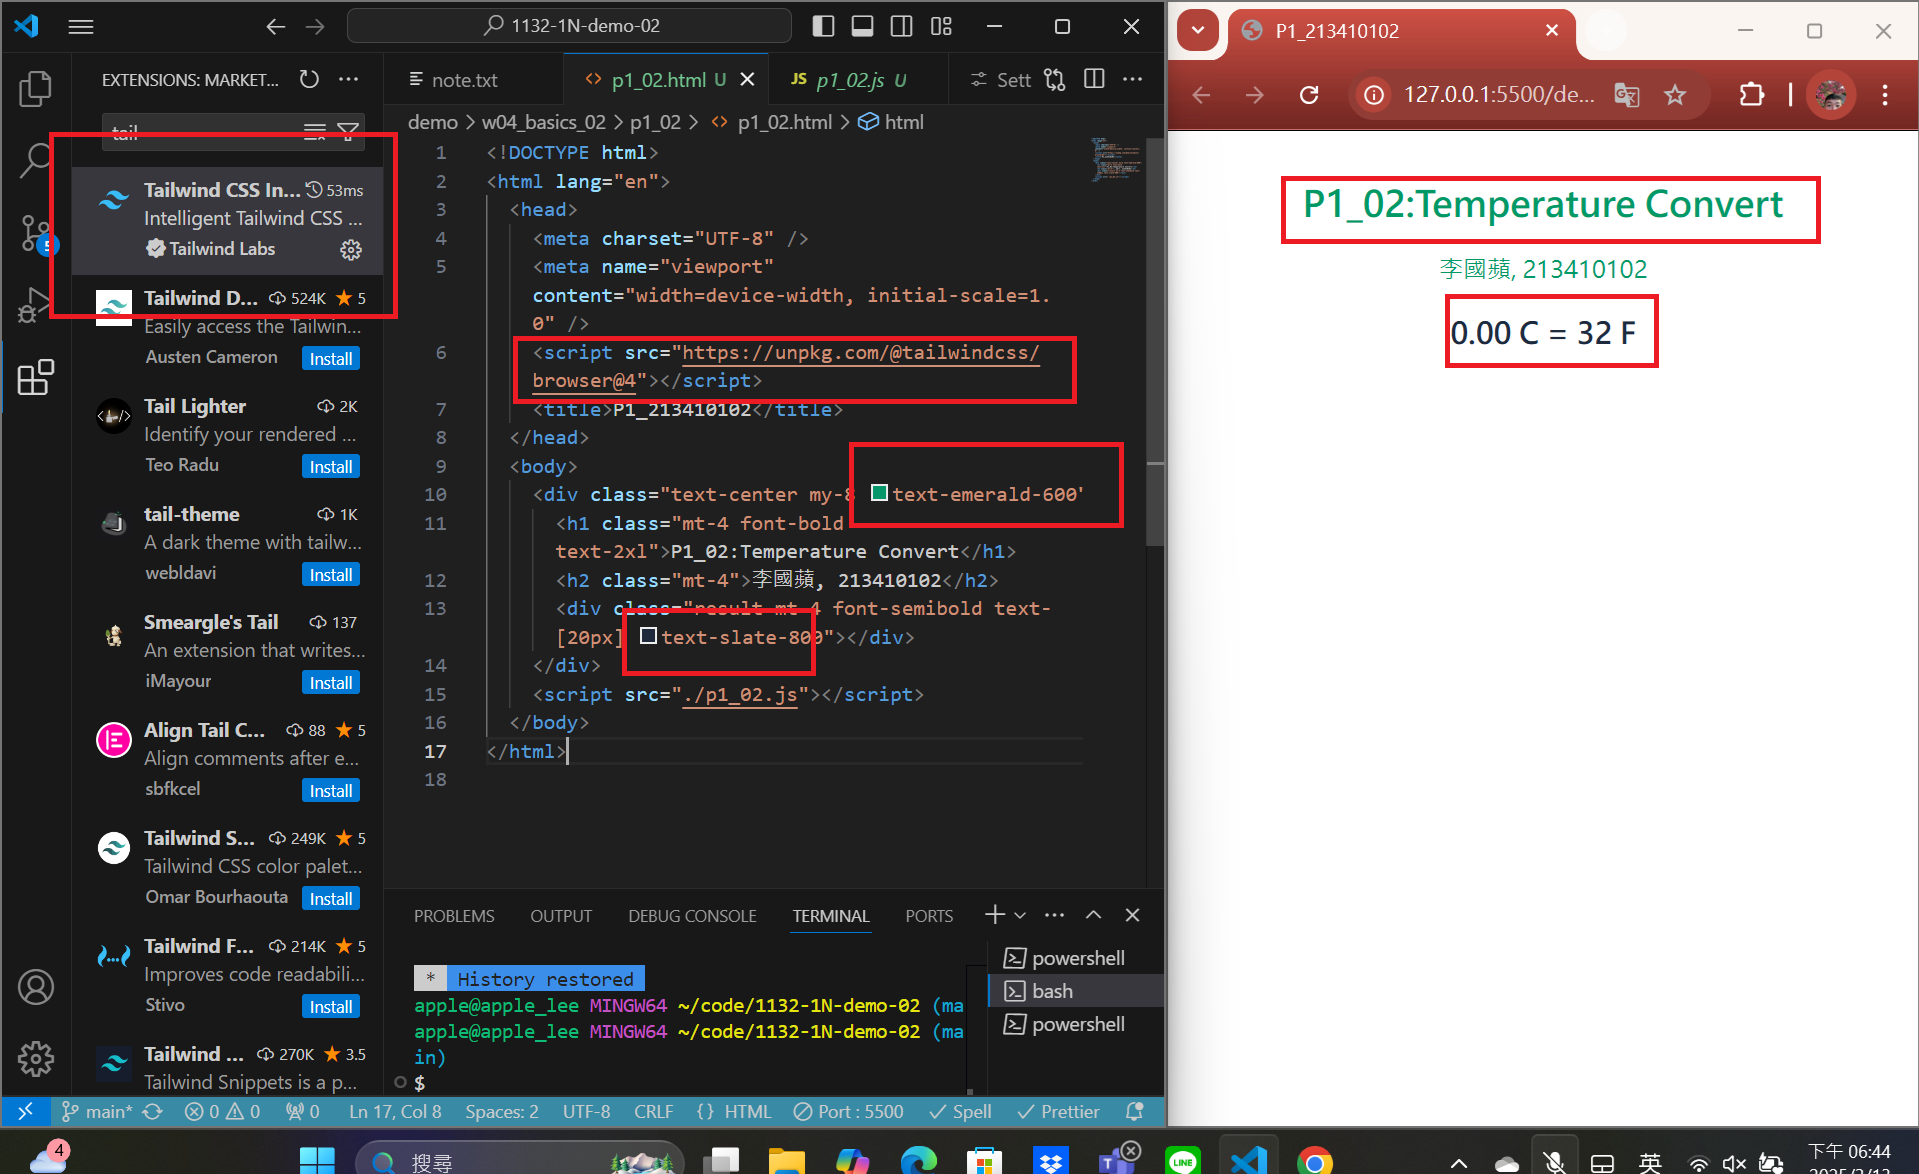 1132-1N-demo-02
EXTENSIONS: MARKET...
tail
Tailwind CSS In... 53ms
Intelligent Tailwind CSS ...
Tailwind Labs
Tailwind D... 524K 5
Easily access the Tailwin...
Austen Cameron Install
Tail Lighter 2K
Identify your rendered ...
Teo Radu Install
tail-theme 1K
A dark theme with tailw...
webldavi Install
Smeargle's Tail 137
An extension that writes...
iMayour Install
Align Tail C... 88 5
Align comments after e...
sbfkcel Install
Tailwind S... 249K 5
Tailwind CSS color palet...
Omar Bourhaouta Install
Tailwind F... 214K 5
Improves code readabili...
Stivo Install
Tailwind ... 270K 3.5
Tailwind Snippets is a p...
5
note.txt
p1_02.html U
JS p1_02.js U
Sett
demo > w04_basics_02 > p1_02 > <> p1_02.html > html
1 <!DOCTYPE html>
2 <html lang="en">
3 <head>
4 <meta charset="UTF-8" />
5 <meta name="viewport"
content="width=device-width, initial-scale=1.
0" />
6 <script src="https://unpkg.com/@tailwindcss/
browser@4"></script>
7 <title>P1_213410102</title>
8 </head>
9 <body>
10 <div class="text-center my-8 text-emerald-600"
11 <h1 class="mt-4 font-bold
text-2xl">P1_02:Temperature Convert</h1>
12 <h2 class="mt-4">李國蘋, 213410102</h2>
13 <div class="result mt-4 font-semibold text-
[20px] text-slate-800"></div>
14 </div>
15 <script src="./p1_02.js"></script>
16 </body>
17 </html>
18
PROBLEMS OUTPUT DEBUG CONSOLE TERMINAL PORTS
* History restored
apple@apple_lee MINGW64 ~/code/1132-1N-demo-02 (ma
apple@apple_lee MINGW64 ~/code/1132-1N-demo-02 (ma
in)
$
powershell
bash
powershell
main* 0 0 0 Ln 17, Col 8 Spaces: 2 UTF-8 CRLF {} HTML Port : 5500 Spell Prettier
P1_213410102
127.0.0.1:5500/de...
P1_02:Temperature Convert
李國蘋, 213410102
0.00 C = 32 F
4
搜尋
LINE
英
下午 06:44